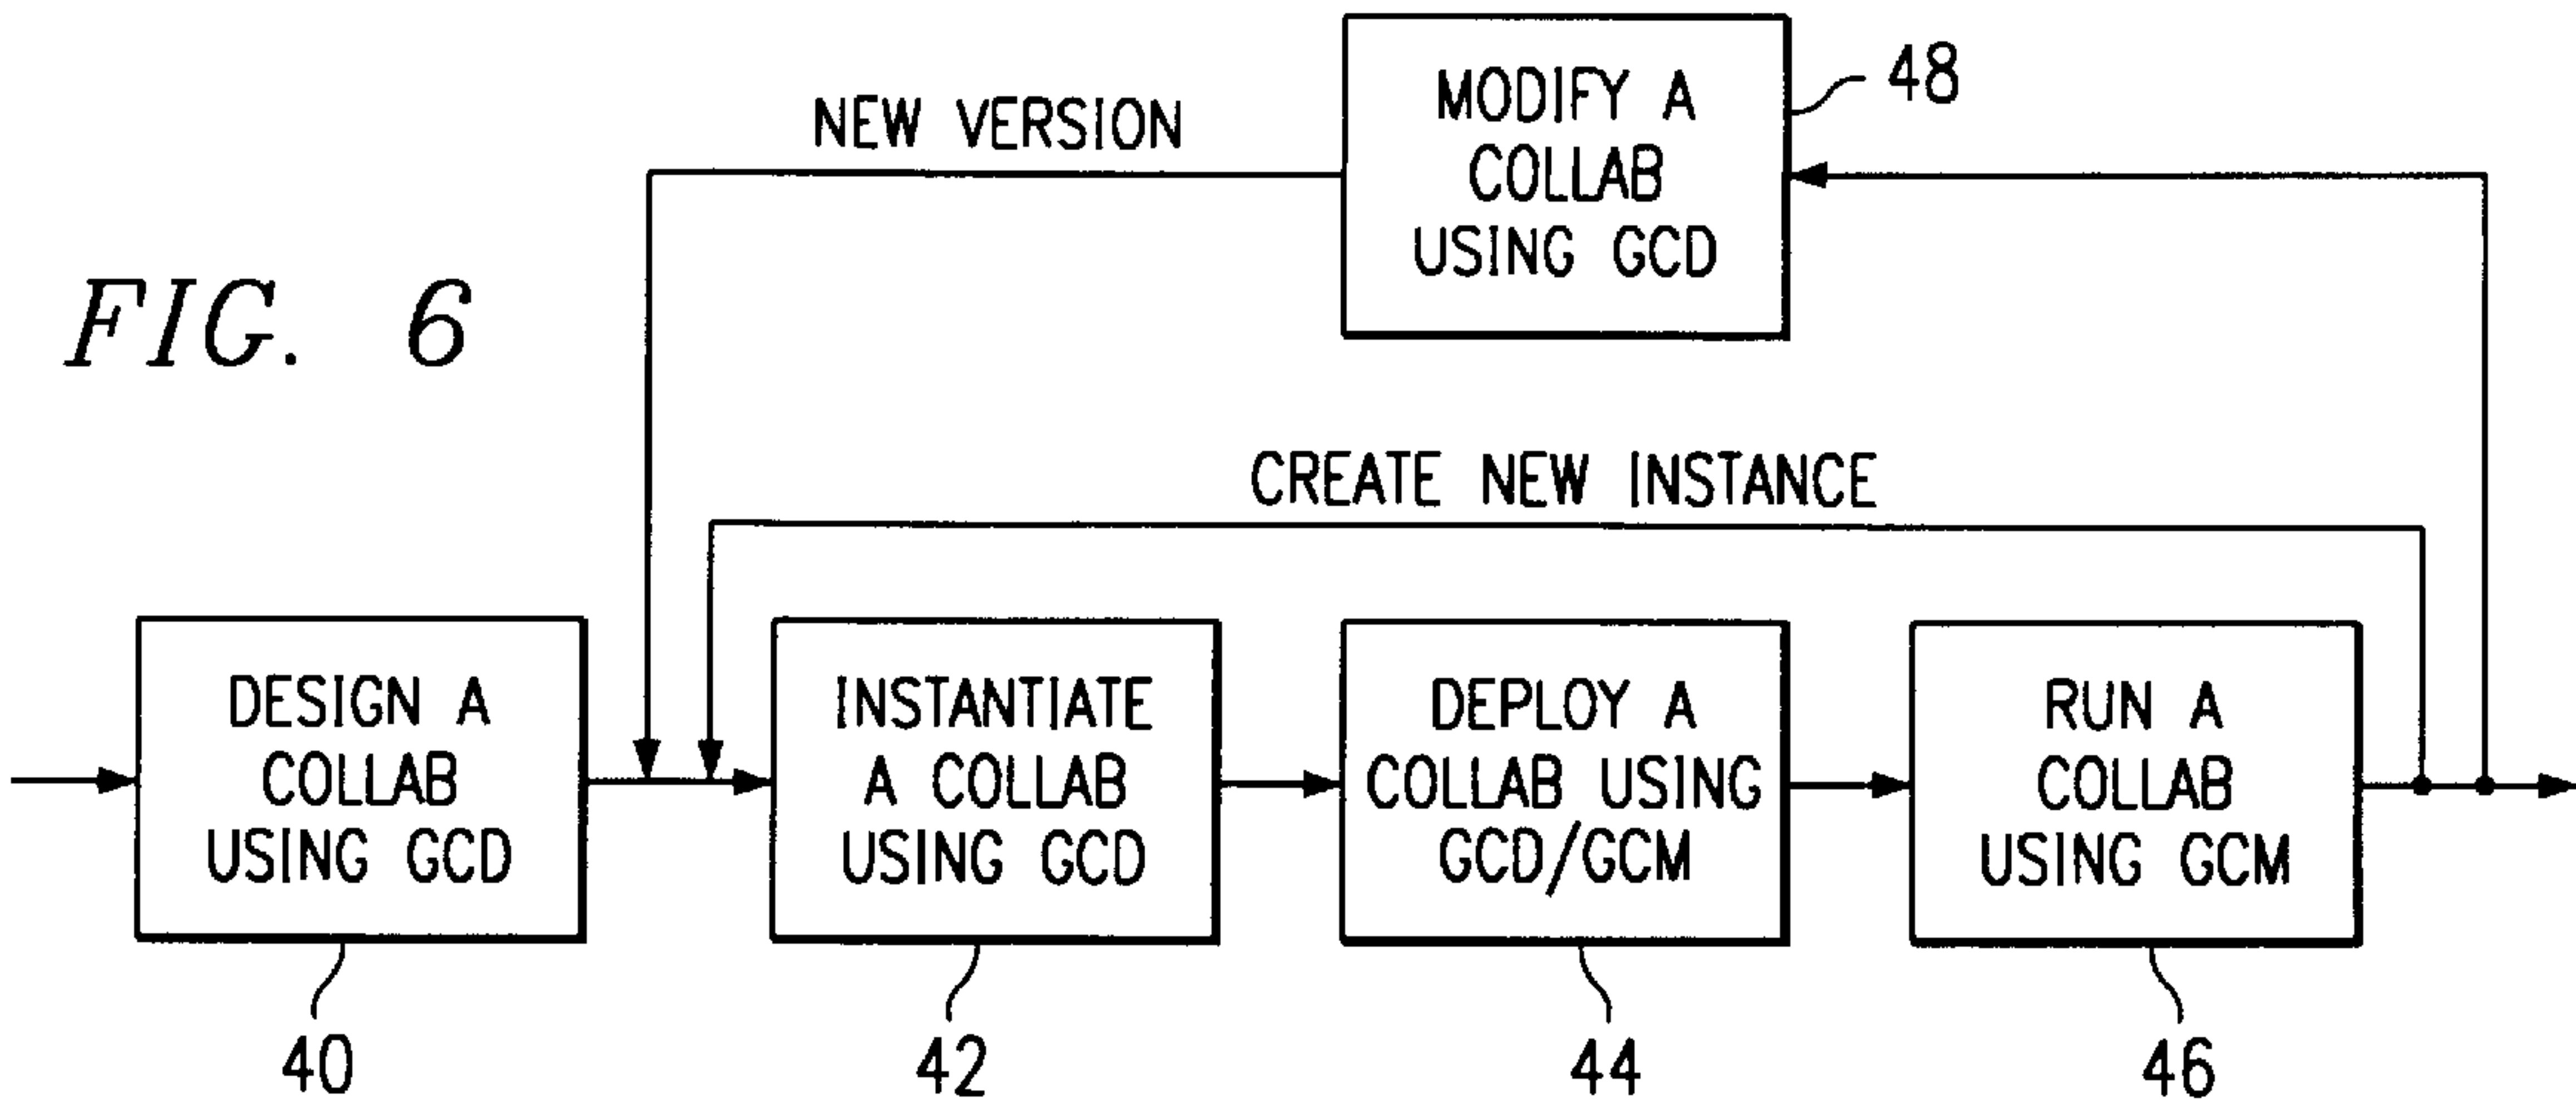 MODIFY A
COLLAB
USING GCD
48
NEW VERSION
FIG. 6
CREATE NEW INSTANCE
DESIGN A
COLLAB
USING GCD
INSTANTIATE
A COLLAB
USING GCD
DEPLOY A
COLLAB USING
GCD/GCM
RUN A
COLLAB
USING GCM
40
42
44
46